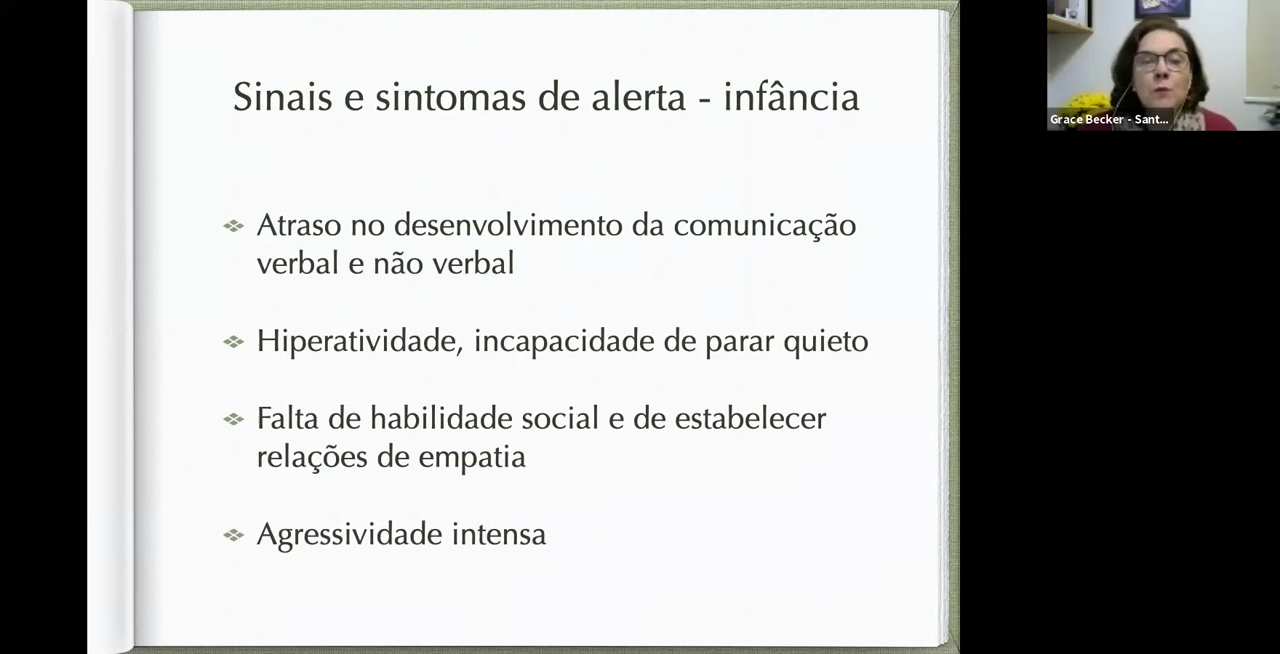 Sinais e sintomas de alerta - infância
Atraso no desenvolvimento da comunicação
verbal e não verbal
Hiperatividade, incapacidade de parar quieto
Falta de habilidade social e de estabelecer
relações de empatia
Agressividade intensa
Grace Becker - Sant...